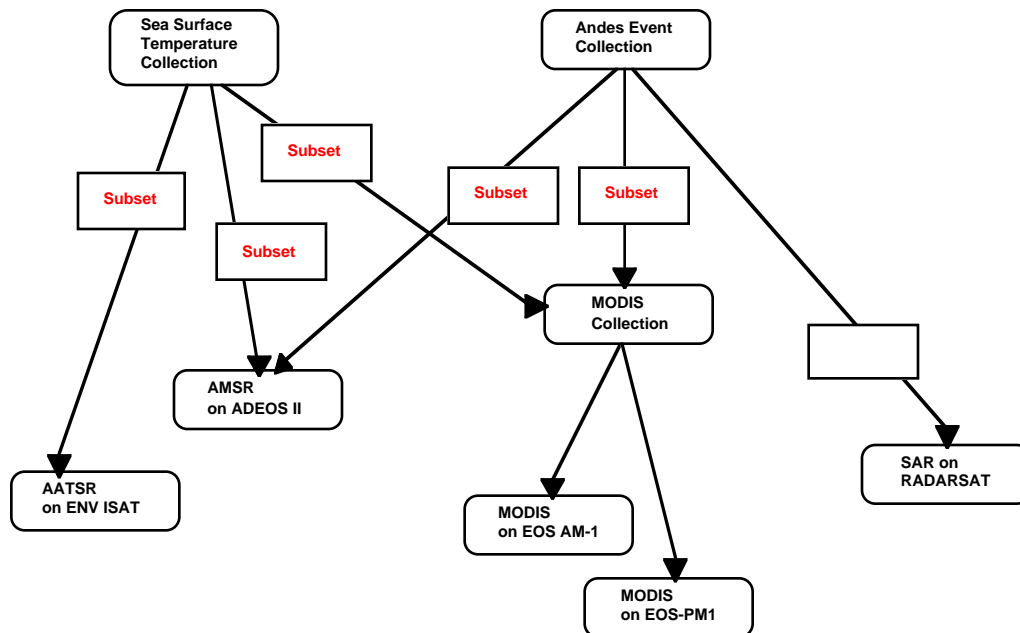 Sea Surface
Temperature
Collection
Andes Event
Collection
Subset
Subset
Subset
Subset
Subset
MODIS
Collection
AMSR
on ADEOS II
SAR on
RADARSAT
AATSR
on ENV ISAT
MODIS
on EOS AM-1
MODIS
on EOS-PM1